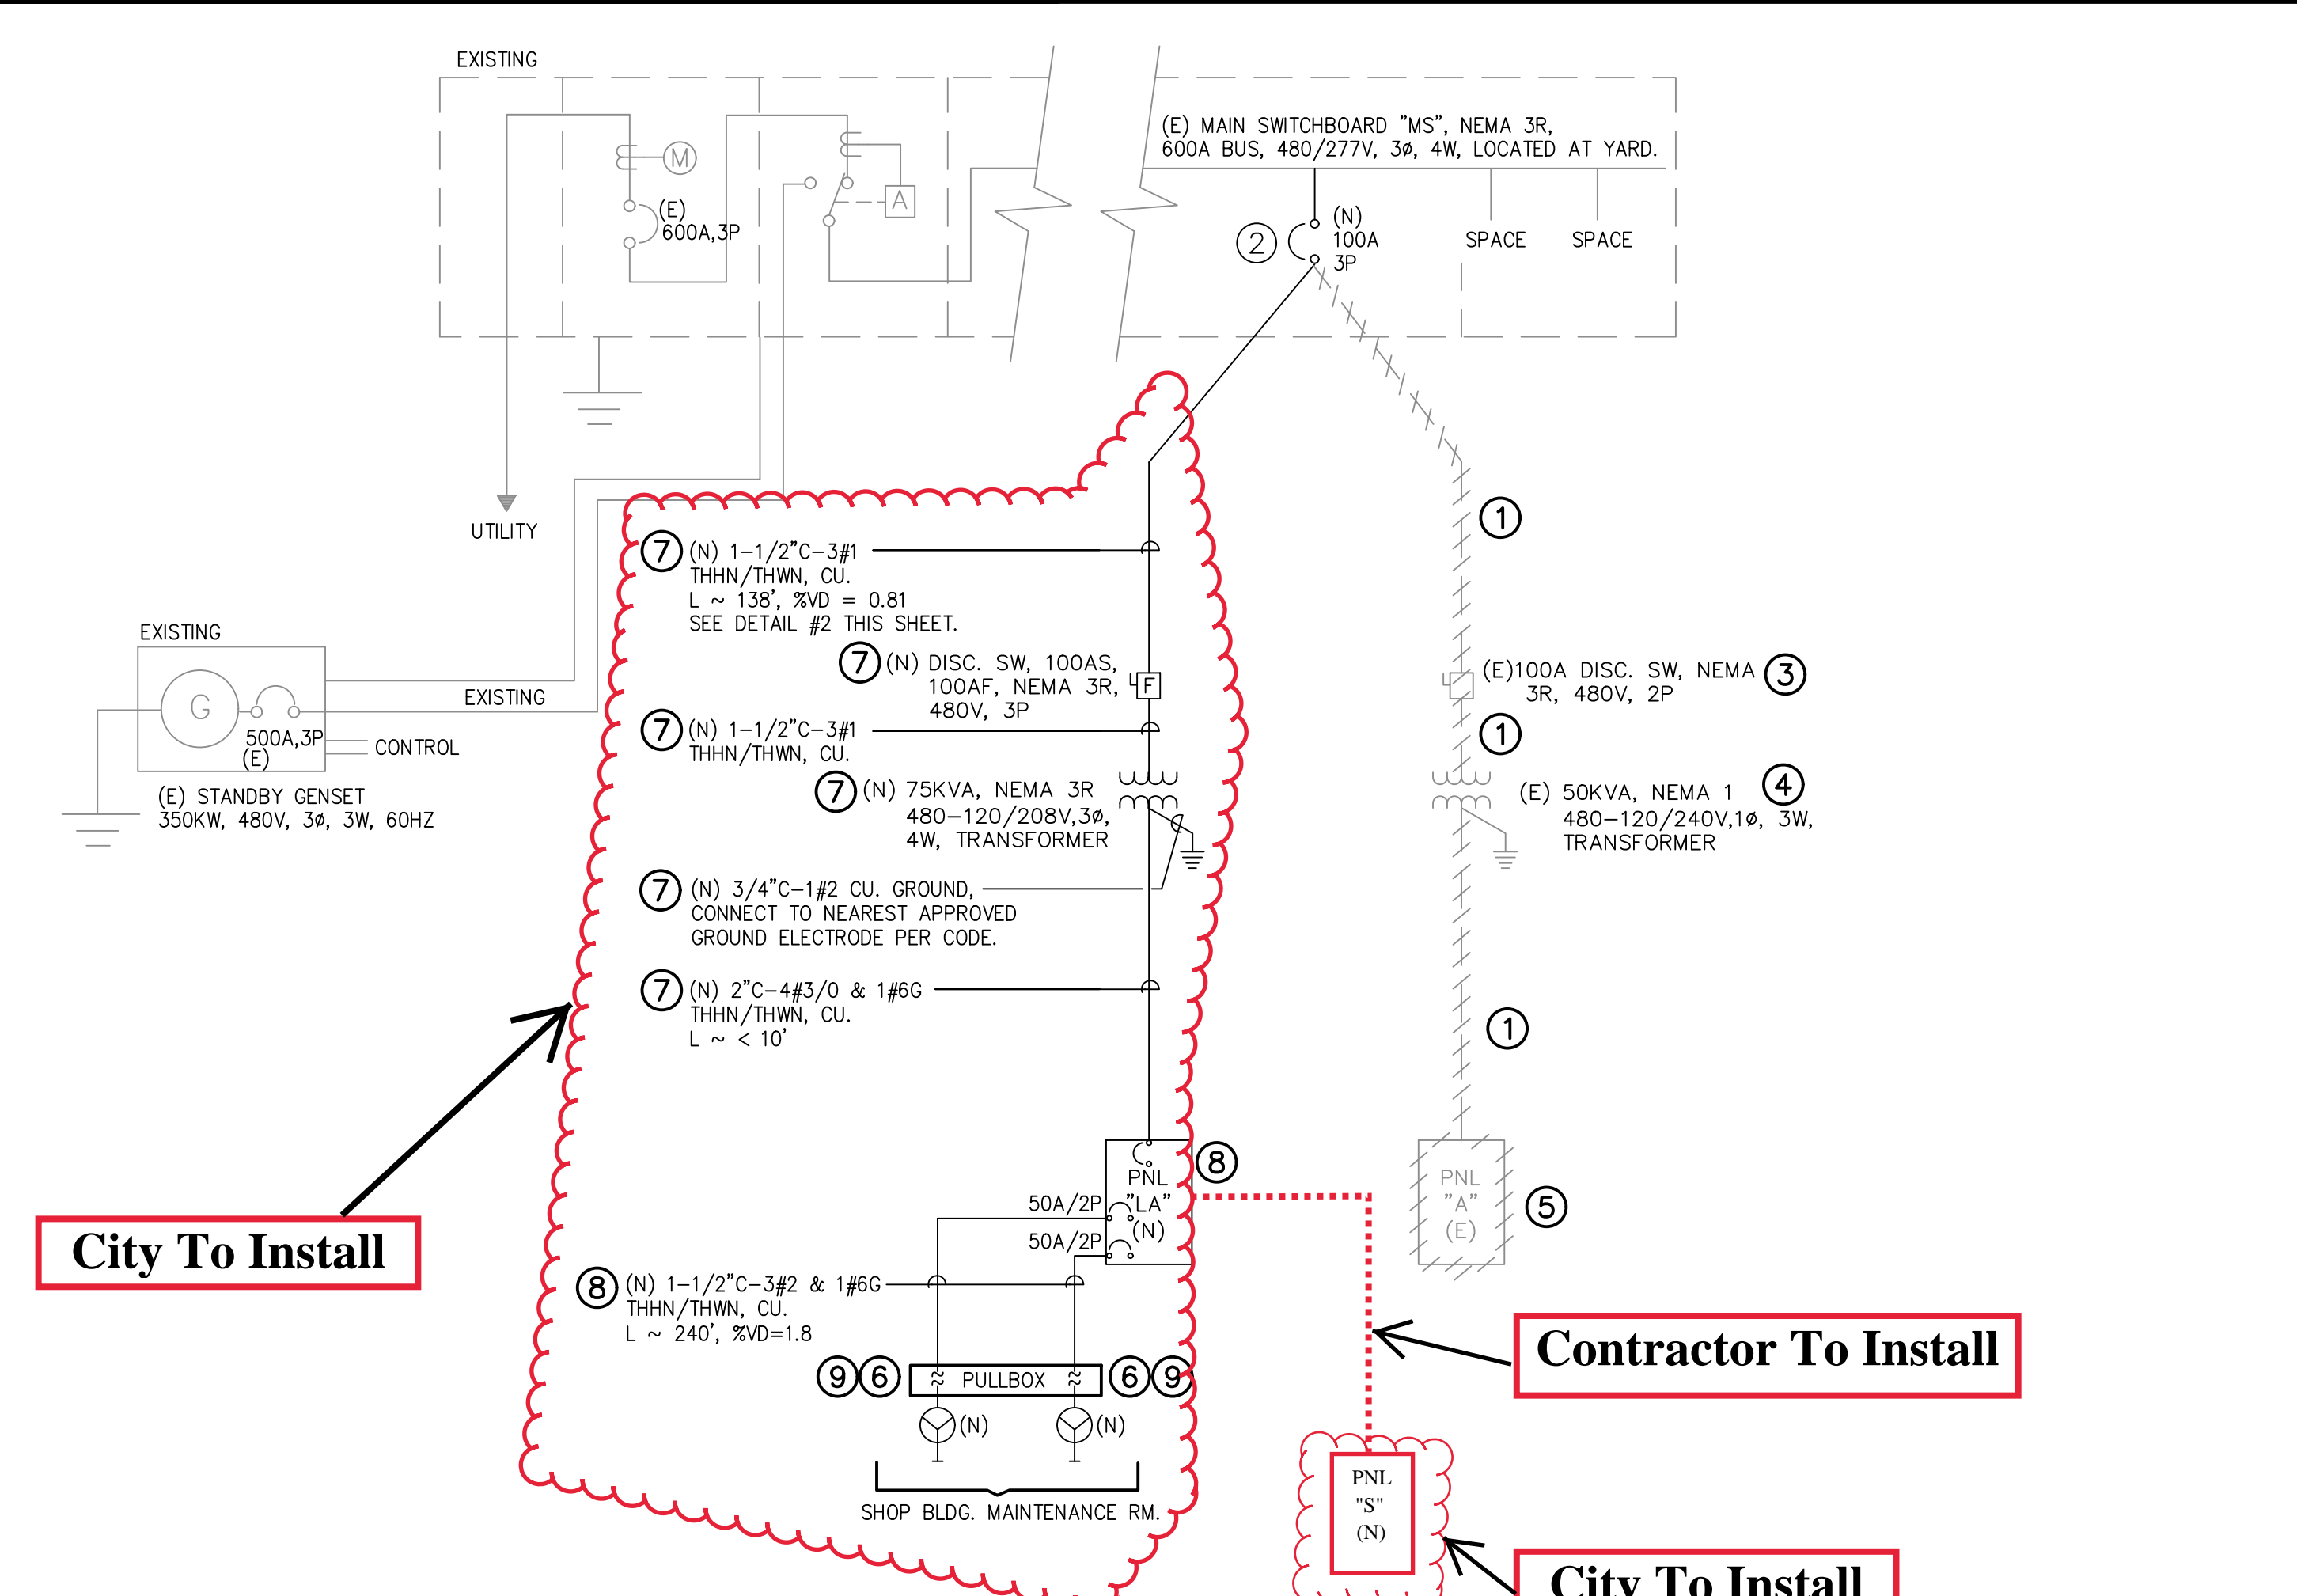 EXISTING
(E) MAIN SWITCHBOARD "MS", NEMA 3R,
600A BUS, 480/277V, 3ø, 4W, LOCATED AT YARD.
M
(E)
600A,3P
A
2
(N)
100A
3P
SPACE
SPACE
UTILITY
1
7
(N) 1-1/2"C-3#1
THHN/THWN, CU.
L ~ 138', %VD = 0.81
SEE DETAIL #2 THIS SHEET.
7
(N) DISC. SW, 100AS,
100AF, NEMA 3R,
480V, 3P
F
(E)100A DISC. SW, NEMA
3R, 480V, 2P
3
EXISTING
G
500A,3P
(E)
EXISTING
CONTROL
(E) STANDBY GENSET
350KW, 480V, 3ø, 3W, 60HZ
7
(N) 1-1/2"C-3#1
THHN/THWN, CU.
1
7
(N) 75KVA, NEMA 3R
480-120/208V,3ø,
4W, TRANSFORMER
(E) 50KVA, NEMA 1
480-120/240V,1ø, 3W,
TRANSFORMER
4
7
(N) 3/4"C-1#2 CU. GROUND,
CONNECT TO NEAREST APPROVED
GROUND ELECTRODE PER CODE.
7
(N) 2"C-4#3/0 & 1#6G
THHN/THWN, CU.
L ~ < 10'
1
PNL
"LA"
(N)
8
50A/2P
50A/2P
PNL
"A"
(E)
5
City To Install
8
(N) 1-1/2"C-3#2 & 1#6G
THHN/THWN, CU.
L ~ 240', %VD=1.8
Contractor To Install
9
6
PULLBOX
6
9
(N)
(N)
SHOP BLDG. MAINTENANCE RM.
PNL
"S"
(N)
City To Install